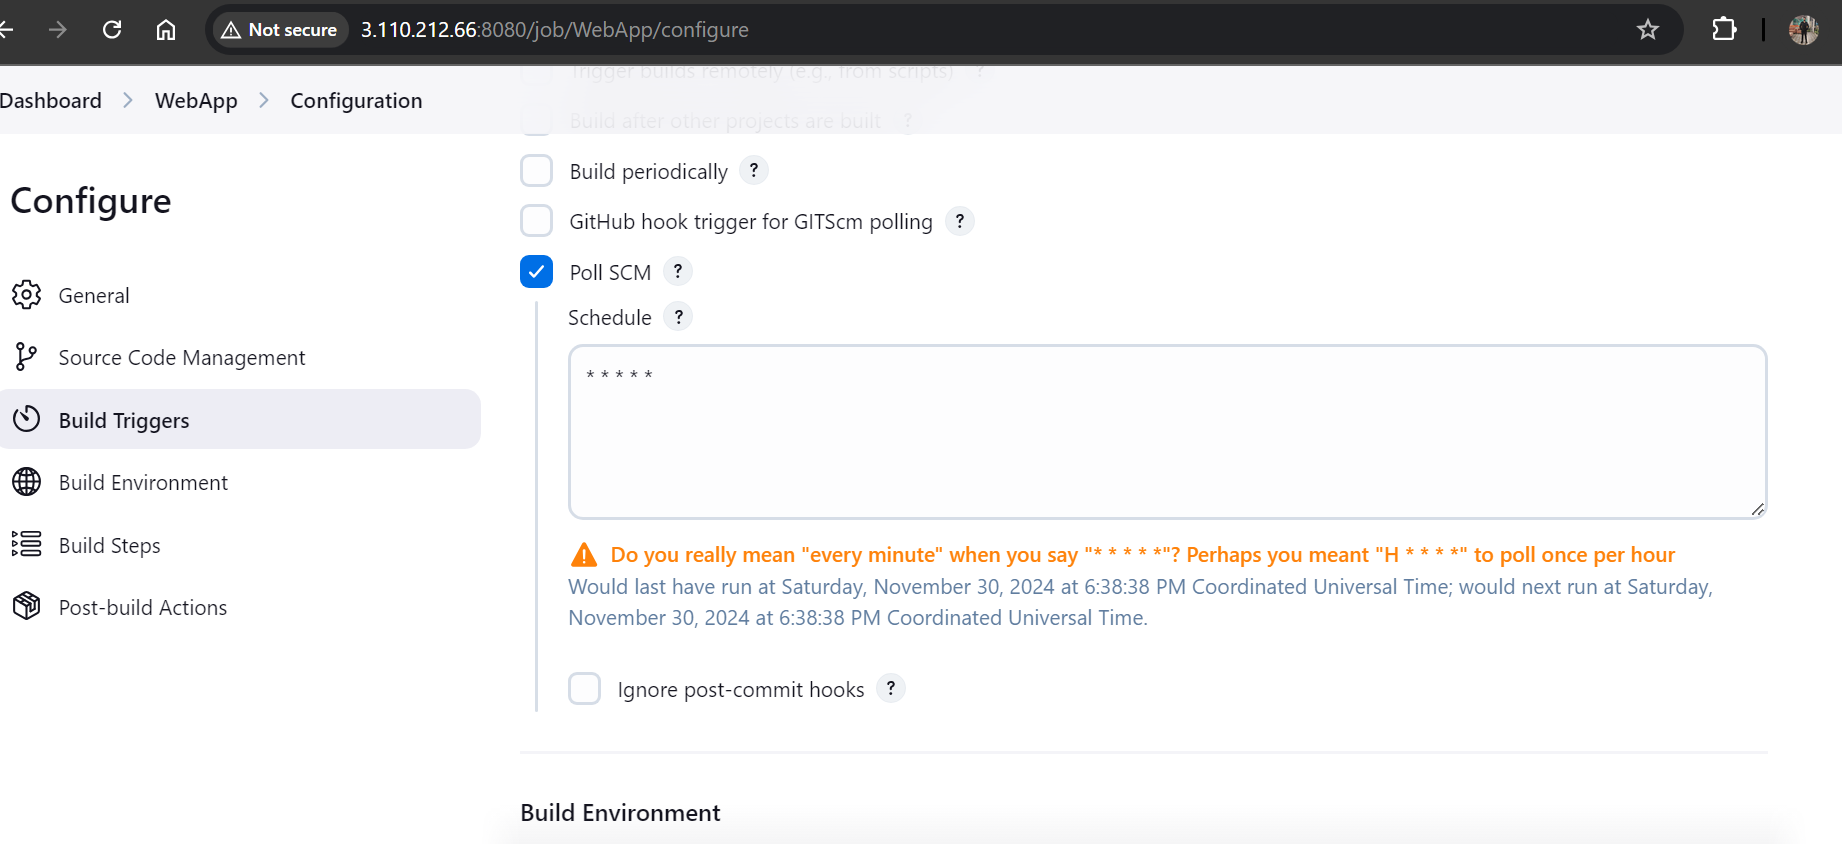 Not secure 3.110.212.66:8080/job/WebApp/configure
Trigger builds remotely (e.g., from scripts) ?
Dashboard > WebApp > Configuration
Build after other projects are built ?
Build periodically ?
Configure
GitHub hook trigger for GITScm polling ?
Poll SCM ?
General
Schedule ?
Source Code Management
* * * * *
Build Triggers
Build Environment
Build Steps
Do you really mean "every minute" when you say "* * * * *"? Perhaps you meant "H * * * *" to poll once per hour
Would last have run at Saturday, November 30, 2024 at 6:38:38 PM Coordinated Universal Time; would next run at Saturday,
November 30, 2024 at 6:38:38 PM Coordinated Universal Time.
Post-build Actions
Ignore post-commit hooks ?
Build Environment